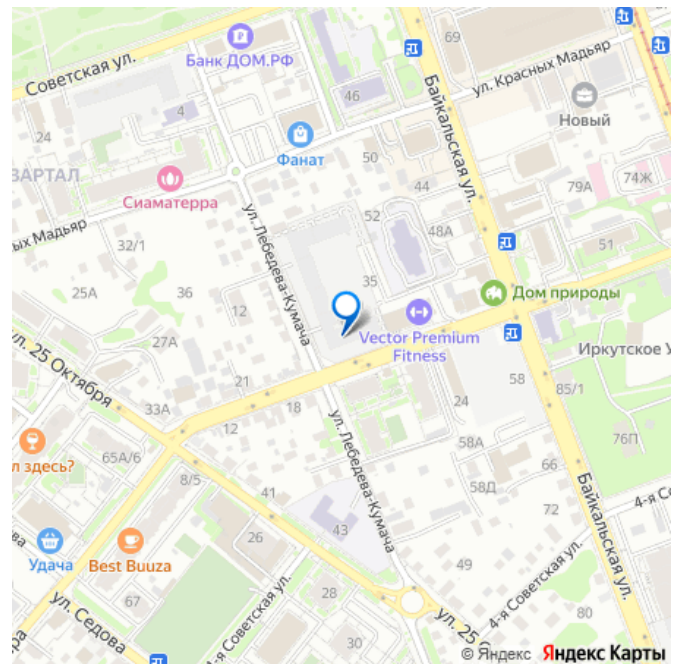 Советская ул.
Банк ДОМ.РФ
69
ул. Красных Мадьяр
4
46
Байкальская ул.
24
Новый
Фанат
50
ВАРТАЛ
Сиаматерра
44
79А
74Ж
ых Мадьяр
52
48А
32/1
ул. Лебедева-Кумача
51
25А
36
35
12
Дом природы
Vector Premium
Fitness
27А
Иркутское У
ул. 25 Октября
21
58
85/1
33А
18
24
12
ул. Лебедева-Кумача
58А
76П
л здесь?
65А/6
66
8/5
41
58Д
72
4-я Со
43
26
Удача
Best Buuza
49
4-я Советская ул.
Байкальская ул.
67
28
80
ул. Седова
4-я Советская ул.
30
ул. 25 О
© Яндекс Яндекс Карты